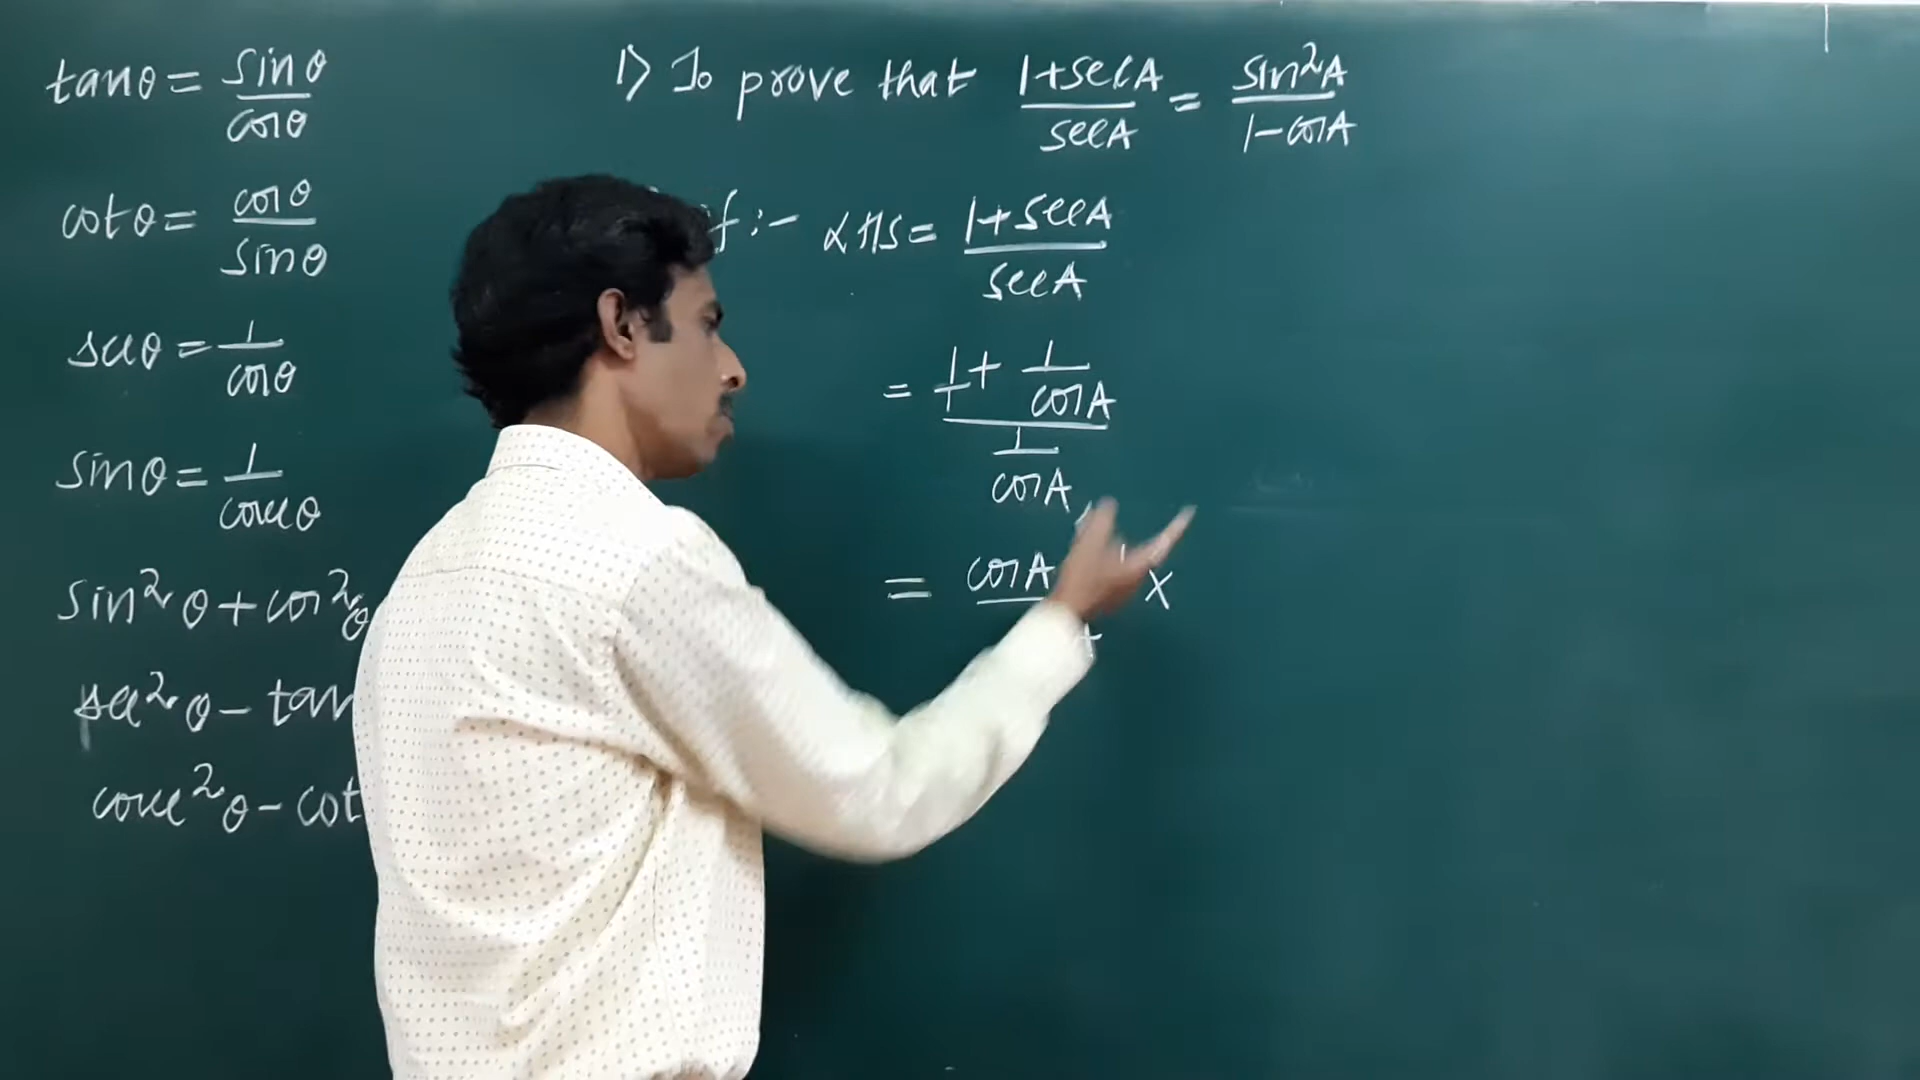 tanθ = sinθ / cosθ
cotθ = cosθ / sinθ
secθ = 1 / cosθ
sinθ = 1 / cosecθ
sin²θ + cos²θ
sec²θ − tan
cosec²θ − cot
1) To prove that (1+secA) / secA = sin²A / (1−cosA)
f :- LHS = (1+secA) / secA
= (1/1 + 1/cosA) / (1/cosA)
= cosA ×